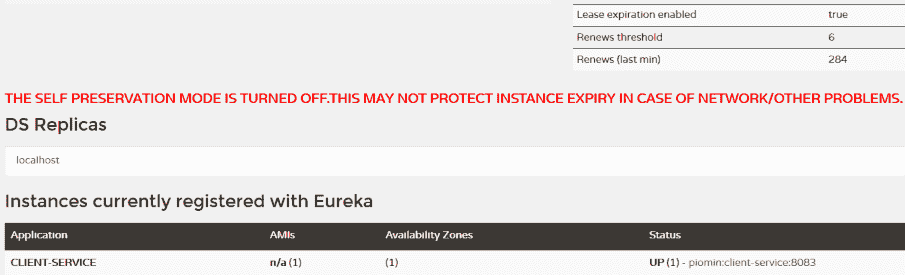 Lease expiration enabled true
Renews threshold 6
Renews (last min) 284
THE SELF PRESERVATION MODE IS TURNED OFF.THIS MAY NOT PROTECT INSTANCE EXPIRY IN CASE OF NETWORK/OTHER PROBLEMS.
DS Replicas
localhost
Instances currently registered with Eureka
Application AMIs Availability Zones Status
CLIENT-SERVICE n/a (1) (1) UP (1) - piomin:client-service:8083